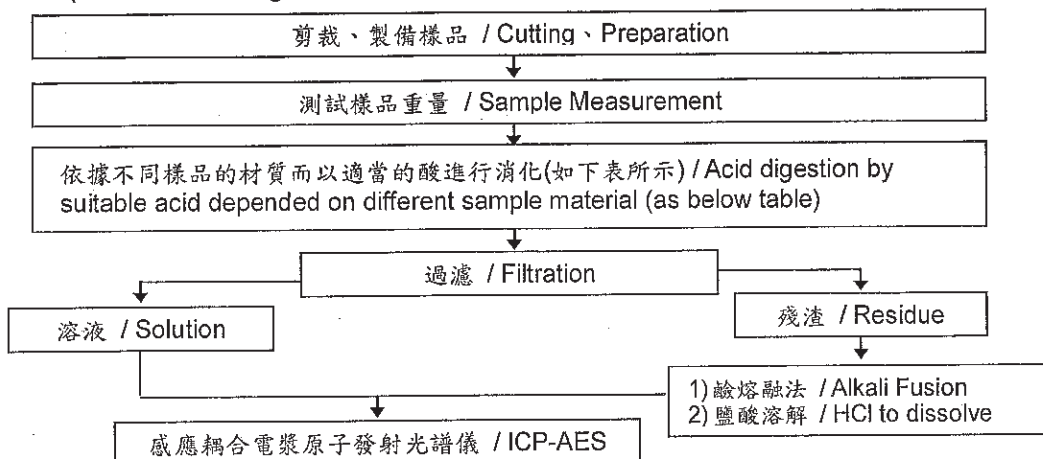 剪裁、製備樣品 / Cutting、Preparation
測試樣品重量 / Sample Measurement
依據不同樣品的材質而以適當的酸進行消化(如下表所示) / Acid digestion by
suitable acid depended on different sample material (as below table)
過濾 / Filtration
溶液 / Solution
殘渣 / Residue
1) 鹼熔融法 / Alkali Fusion
2) 鹽酸溶解 / HCl to dissolve
感應耦合電漿原子發射光譜儀 / ICP-AES